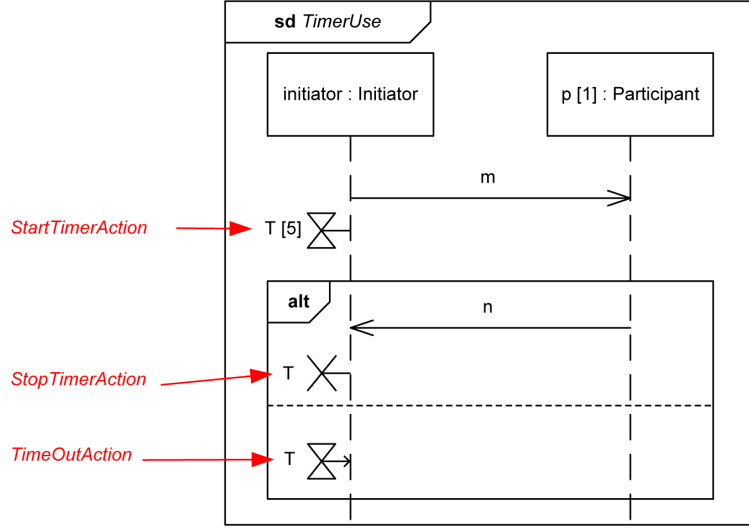 sd TimerUse
initiator : Initiator
p [1] : Participant
m
StartTimerAction
T [5]
alt
n
StopTimerAction
T
TimeOutAction
T